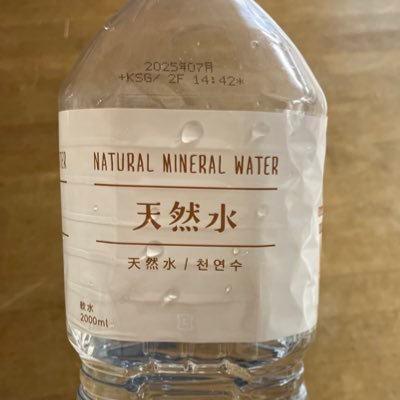 2025年07月
+KSG/ 2F 14:42*
TER
NATURAL MINERAL WATER
天然水
天然水 / 천연수
軟水
2000ml